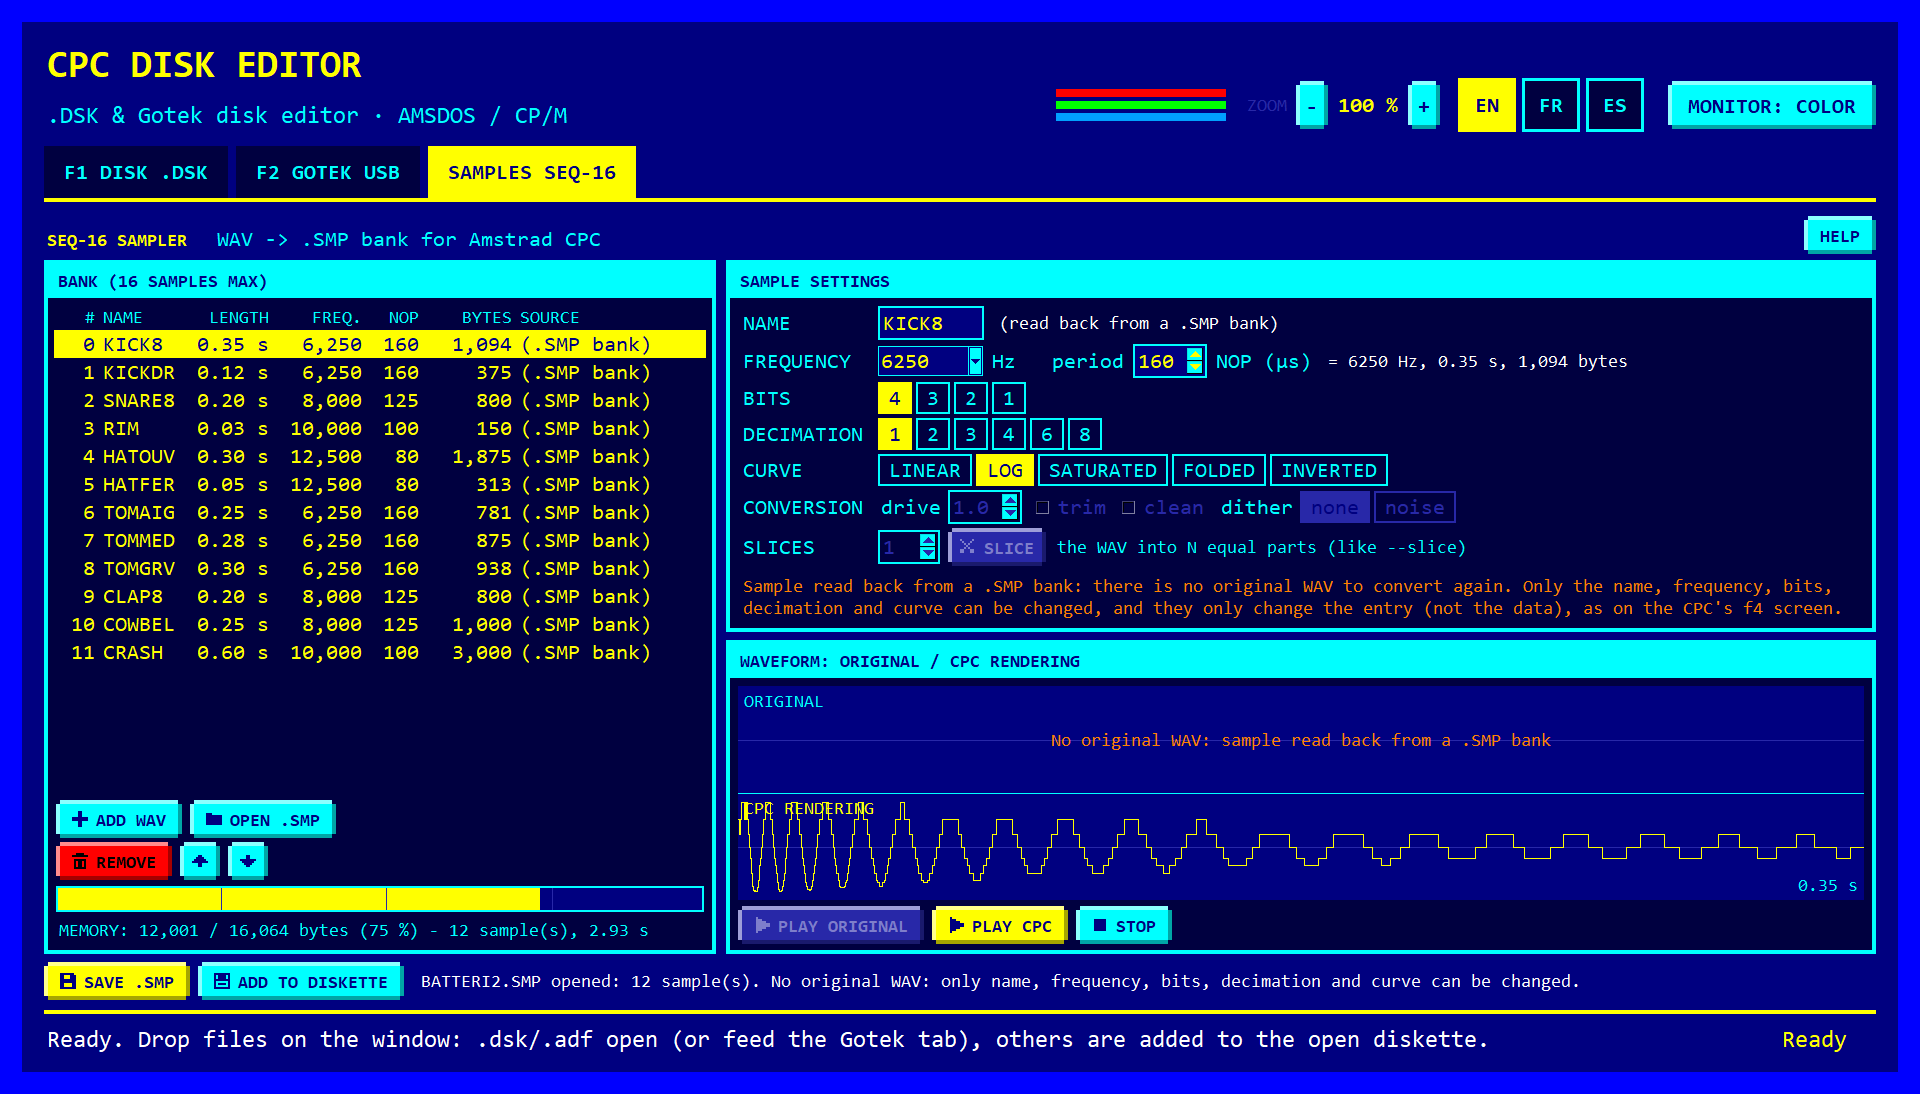 CPC DISK EDITOR
.DSK & Gotek disk editor · AMSDOS / CP/M
ZOOM - 100 % + EN FR ES MONITOR: COLOR
F1 DISK .DSK F2 GOTEK USB SAMPLES SEQ-16
SEQ-16 SAMPLER WAV -> .SMP bank for Amstrad CPC HELP
BANK (16 SAMPLES MAX)
# NAME LENGTH FREQ. NOP BYTES SOURCE
0 KICK8 0.35 s 6,250 160 1,094 (.SMP bank)
1 KICKDR 0.12 s 6,250 160 375 (.SMP bank)
2 SNARE8 0.20 s 8,000 125 800 (.SMP bank)
3 RIM 0.03 s 10,000 100 150 (.SMP bank)
4 HATOUV 0.30 s 12,500 80 1,875 (.SMP bank)
5 HATFER 0.05 s 12,500 80 313 (.SMP bank)
6 TOMAIG 0.25 s 6,250 160 781 (.SMP bank)
7 TOMMED 0.28 s 6,250 160 875 (.SMP bank)
8 TOMGRV 0.30 s 6,250 160 938 (.SMP bank)
9 CLAP8 0.20 s 8,000 125 800 (.SMP bank)
10 COWBEL 0.25 s 8,000 125 1,000 (.SMP bank)
11 CRASH 0.60 s 10,000 100 3,000 (.SMP bank)
ADD WAV OPEN .SMP
REMOVE
MEMORY: 12,001 / 16,064 bytes (75 %) - 12 sample(s), 2.93 s
SAMPLE SETTINGS
NAME KICK8 (read back from a .SMP bank)
FREQUENCY 6250 Hz period 160 NOP (µs) = 6250 Hz, 0.35 s, 1,094 bytes
BITS 4 3 2 1
DECIMATION 1 2 3 4 6 8
CURVE LINEAR LOG SATURATED FOLDED INVERTED
CONVERSION drive 1.0 trim clean dither none noise
SLICES 1 SLICE the WAV into N equal parts (like --slice)
Sample read back from a .SMP bank: there is no original WAV to convert again. Only the name, frequency, bits,
decimation and curve can be changed, and they only change the entry (not the data), as on the CPC's f4 screen.
WAVEFORM: ORIGINAL / CPC RENDERING
ORIGINAL
No original WAV: sample read back from a .SMP bank
CPC RENDERING
0.35 s
PLAY ORIGINAL PLAY CPC STOP
SAVE .SMP ADD TO DISKETTE BATTERI2.SMP opened: 12 sample(s). No original WAV: only name, frequency, bits, decimation and curve can be changed.
Ready. Drop files on the window: .dsk/.adf open (or feed the Gotek tab), others are added to the open diskette. Ready